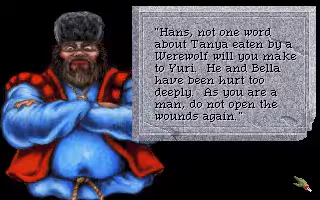 "Hans, not one word
about Tanya eaten by a
Werewolf will you make
to Yuri.  He and Bella
have been hurt too
deeply.  As you are a
man, do not open the
wounds again."